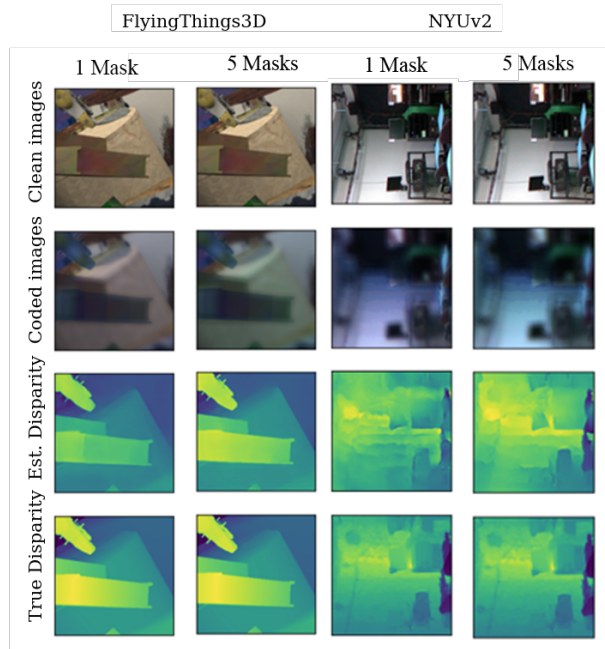 FlyingThings3D NYUv2
1 Mask 5 Masks 1 Mask 5 Masks
Clean images
Coded images
Est. Disparity
True Disparity